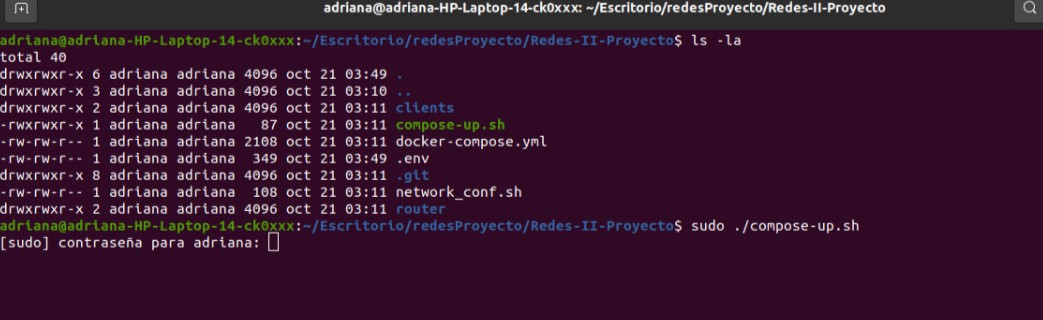 adriana@adriana-HP-Laptop-14-ck0xxx: ~/Escritorio/redesProyecto/Redes-II-Proyecto
adriana@adriana-HP-Laptop-14-ck0xxx:~/Escritorio/redesProyecto/Redes-II-Proyecto$ ls -la
total 40
drwxrwxr-x 6 adriana adriana 4096 oct 21 03:49 .
drwxrwxr-x 3 adriana adriana 4096 oct 21 03:10 ..
drwxrwxr-x 2 adriana adriana 4096 oct 21 03:11 clients
-rwxrwxr-x 1 adriana adriana   87 oct 21 03:11 compose-up.sh
-rw-rw-r-- 1 adriana adriana 2108 oct 21 03:11 docker-compose.yml
-rw-rw-r-- 1 adriana adriana  349 oct 21 03:49 .env
drwxrwxr-x 8 adriana adriana 4096 oct 21 03:11 .git
-rw-rw-r-- 1 adriana adriana  108 oct 21 03:11 network_conf.sh
drwxrwxr-x 2 adriana adriana 4096 oct 21 03:11 router
adriana@adriana-HP-Laptop-14-ck0xxx:~/Escritorio/redesProyecto/Redes-II-Proyecto$ sudo ./compose-up.sh
[sudo] contraseña para adriana: